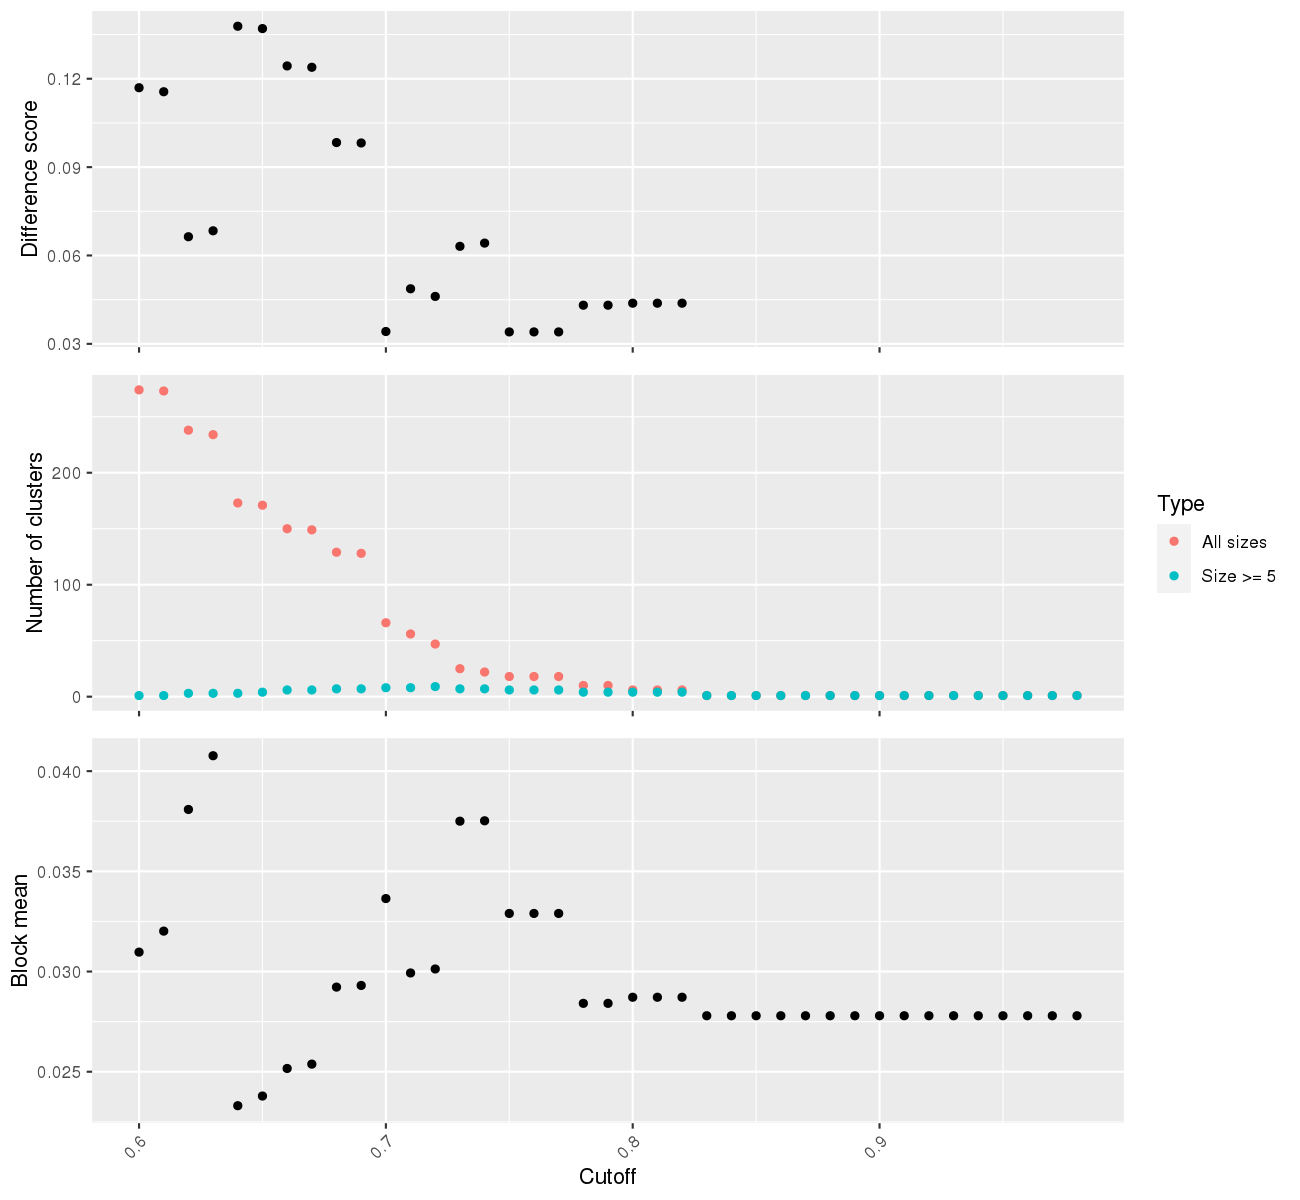 Difference score
0.12
0.09
0.06
0.03
Number of clusters
200
100
0
Type
All sizes
Size >= 5
Block mean
0.040
0.035
0.030
0.025
0.6
0.7
0.8
0.9
Cutoff